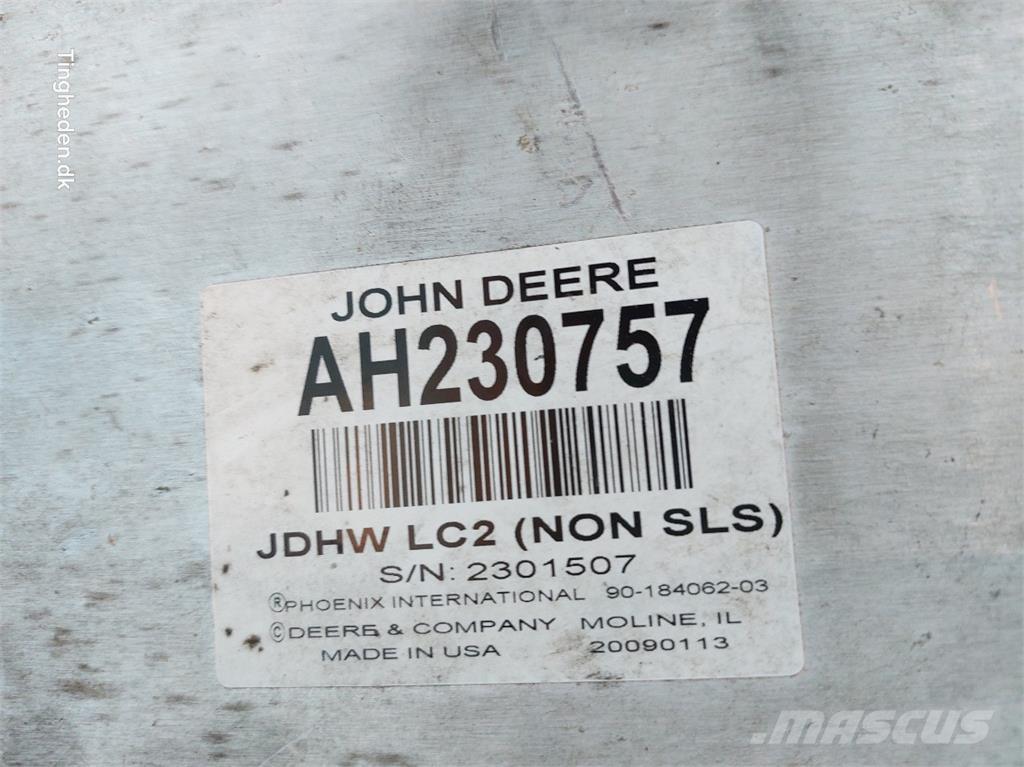 Tingheden.dk
JOHN DEERE
AH230757
JDHW LC2 (NON SLS)
S/N: 2301507
®PHOENIX INTERNATIONAL 90-184062-03
©DEERE & COMPANY MOLINE, IL
MADE IN USA 20090113
MASCUS